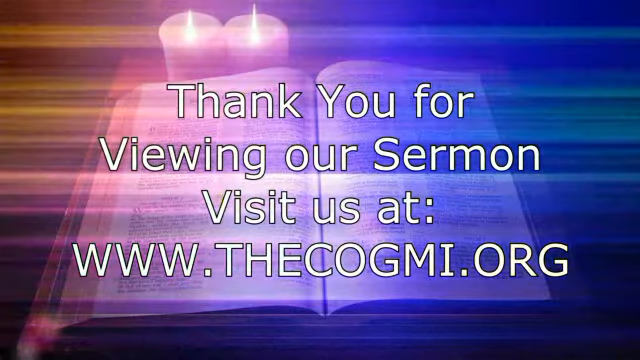 Thank You for
Viewing our Sermon
Visit us at:
WWW.THECOGMI.ORG